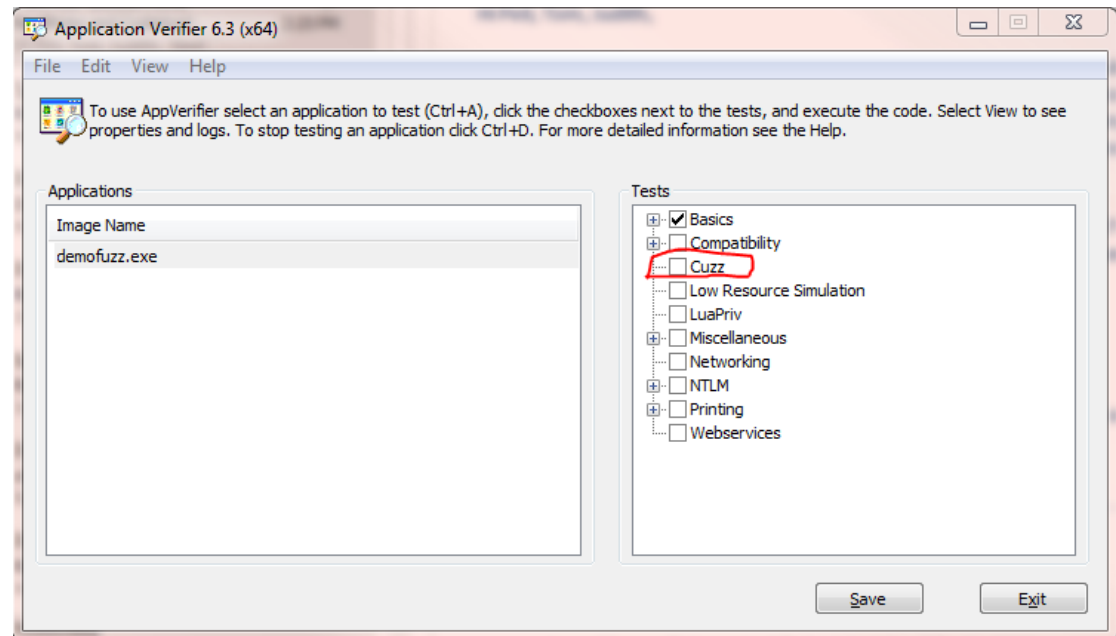 Application Verifier 6.3 (x64)
File Edit View Help
To use AppVerifier select an application to test (Ctrl+A), click the checkboxes next to the tests, and execute the code. Select View to see
properties and logs. To stop testing an application click Ctrl+D. For more detailed information see the Help.
Applications
Image Name
demofuzz.exe
Tests
Basics
Compatibility
Cuzz
Low Resource Simulation
LuaPriv
Miscellaneous
Networking
NTLM
Printing
Webservices
Save
Exit